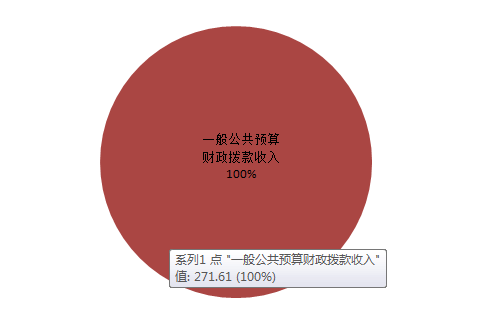 一般公共预算
财政拨款收入
100%
系列1 点 "一般公共预算财政拨款收入"
值: 271.61 (100%)